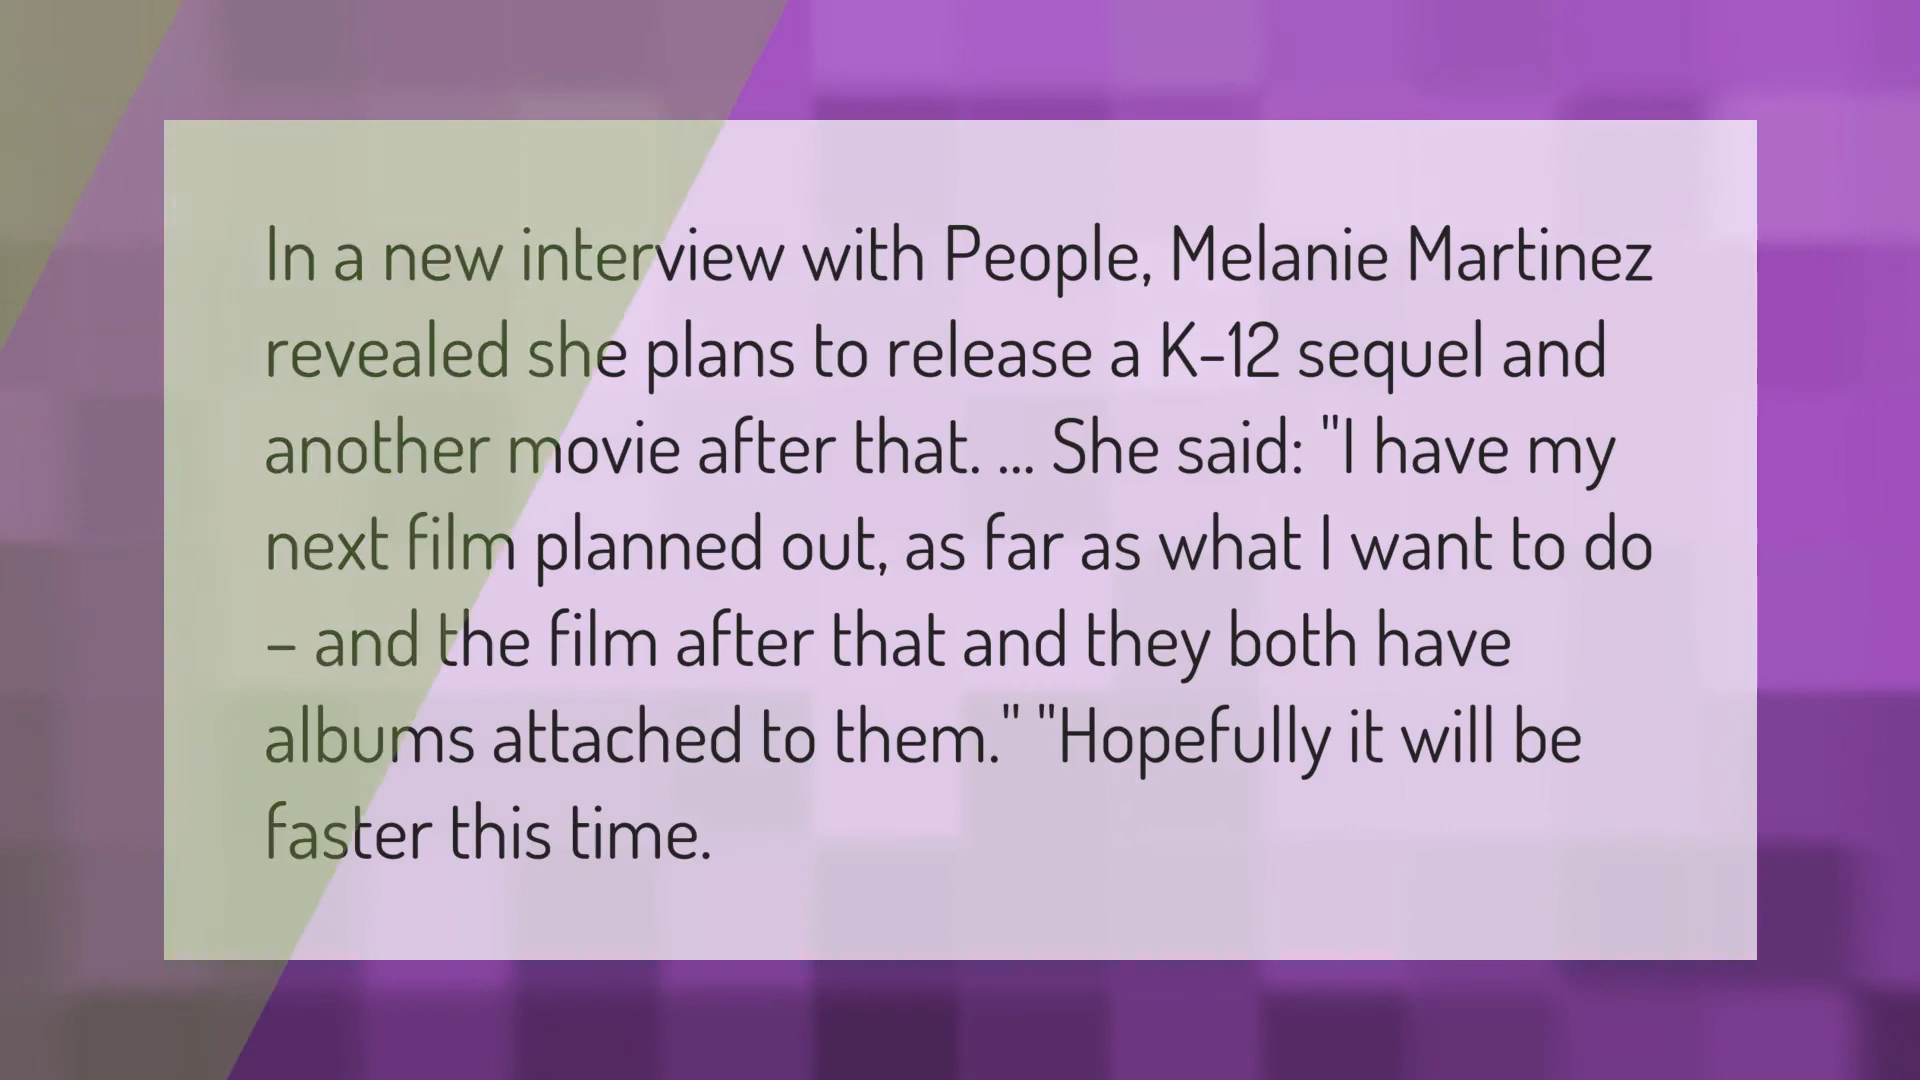 In a new interview with People, Melanie Martinez
revealed she plans to release a K-12 sequel and
another movie after that. ... She said: "I have my
next film planned out, as far as what I want to do
– and the film after that and they both have
albums attached to them." "Hopefully it will be
faster this time.